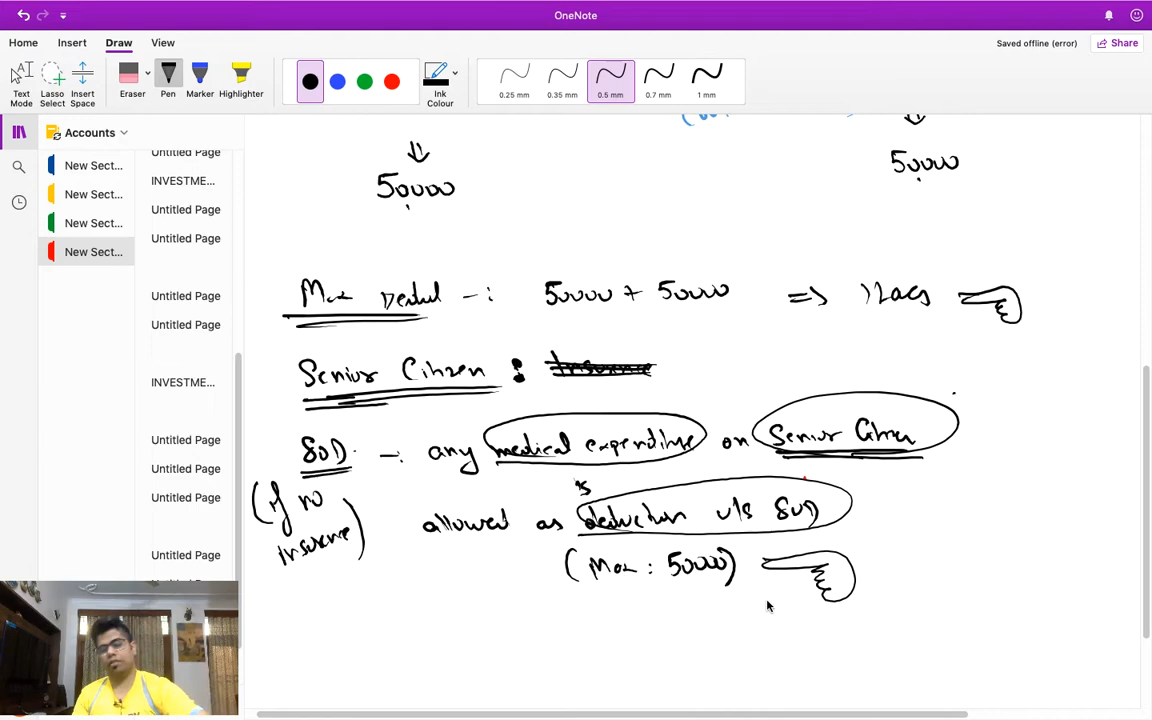 OneNote
Home Insert Draw View
Saved offline (error) Share
Text Mode
Lasso Select
Insert Space
Eraser
Pen
Marker
Highlighter
Ink Colour
0.25 mm 0.35 mm 0.5 mm 0.7 mm 1 mm
Accounts
New Sect...
New Sect...
New Sect...
New Sect...
Untitled Page
INVESTME...
Untitled Page
Untitled Page
Untitled Page
Untitled Page
INVESTME...
Untitled Page
Untitled Page
Untitled Page
Untitled Page
50000 50000
Max -: 50000 + 50000 => 1 Lacs
Senior Citizen : Insurance
80D -: any medical expenditure on Senior Citizen
(if no insurance)
is
allowed as deduction u/s 80D
(Max : 50000)